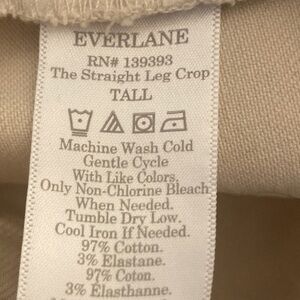 EVERLANE
RN# 139393
The Straight Leg Crop
TALL
Machine Wash Cold
Gentle Cycle
With Like Colors.
Only Non-Chlorine Bleach
When Needed.
Tumble Dry Low.
Cool Iron If Needed.
97% Cotton.
3% Elastane.
97% Coton.
3% Élasthanne.